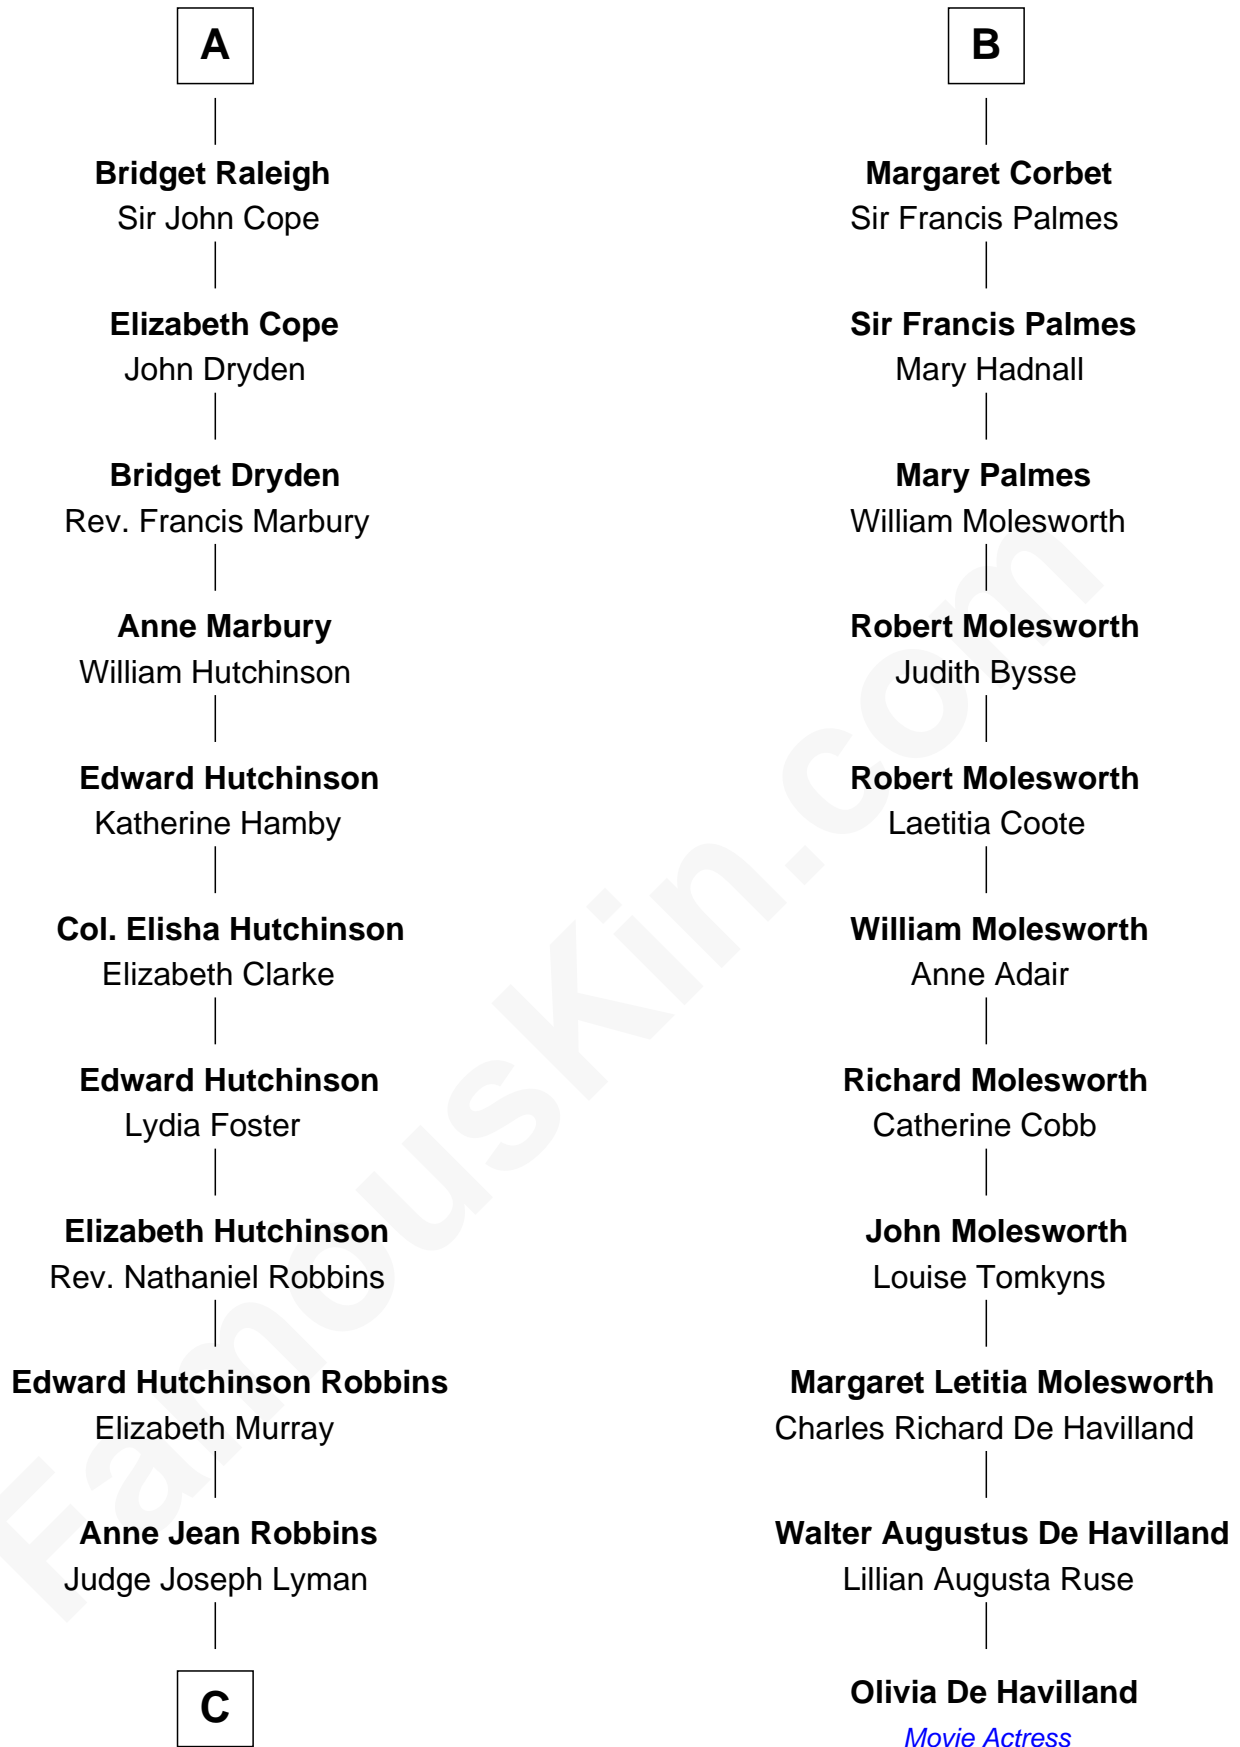 A
Bridget Raleigh
Sir John Cope
Elizabeth Cope
John Dryden
Bridget Dryden
Rev. Francis Marbury
Anne Marbury
William Hutchinson
Edward Hutchinson
Katherine Hamby
Col. Elisha Hutchinson
Elizabeth Clarke
Edward Hutchinson
Lydia Foster
Elizabeth Hutchinson
Rev. Nathaniel Robbins
Edward Hutchinson Robbins
Elizabeth Murray
Anne Jean Robbins
Judge Joseph Lyman
C
B
Margaret Corbet
Sir Francis Palmes
Sir Francis Palmes
Mary Hadnall
Mary Palmes
William Molesworth
Robert Molesworth
Judith Bysse
Robert Molesworth
Laetitia Coote
William Molesworth
Anne Adair
Richard Molesworth
Catherine Cobb
John Molesworth
Louise Tomkyns
Margaret Letitia Molesworth
Charles Richard De Havilland
Walter Augustus De Havilland
Lillian Augusta Ruse
Olivia De Havilland
Movie Actress
FamousKin.com